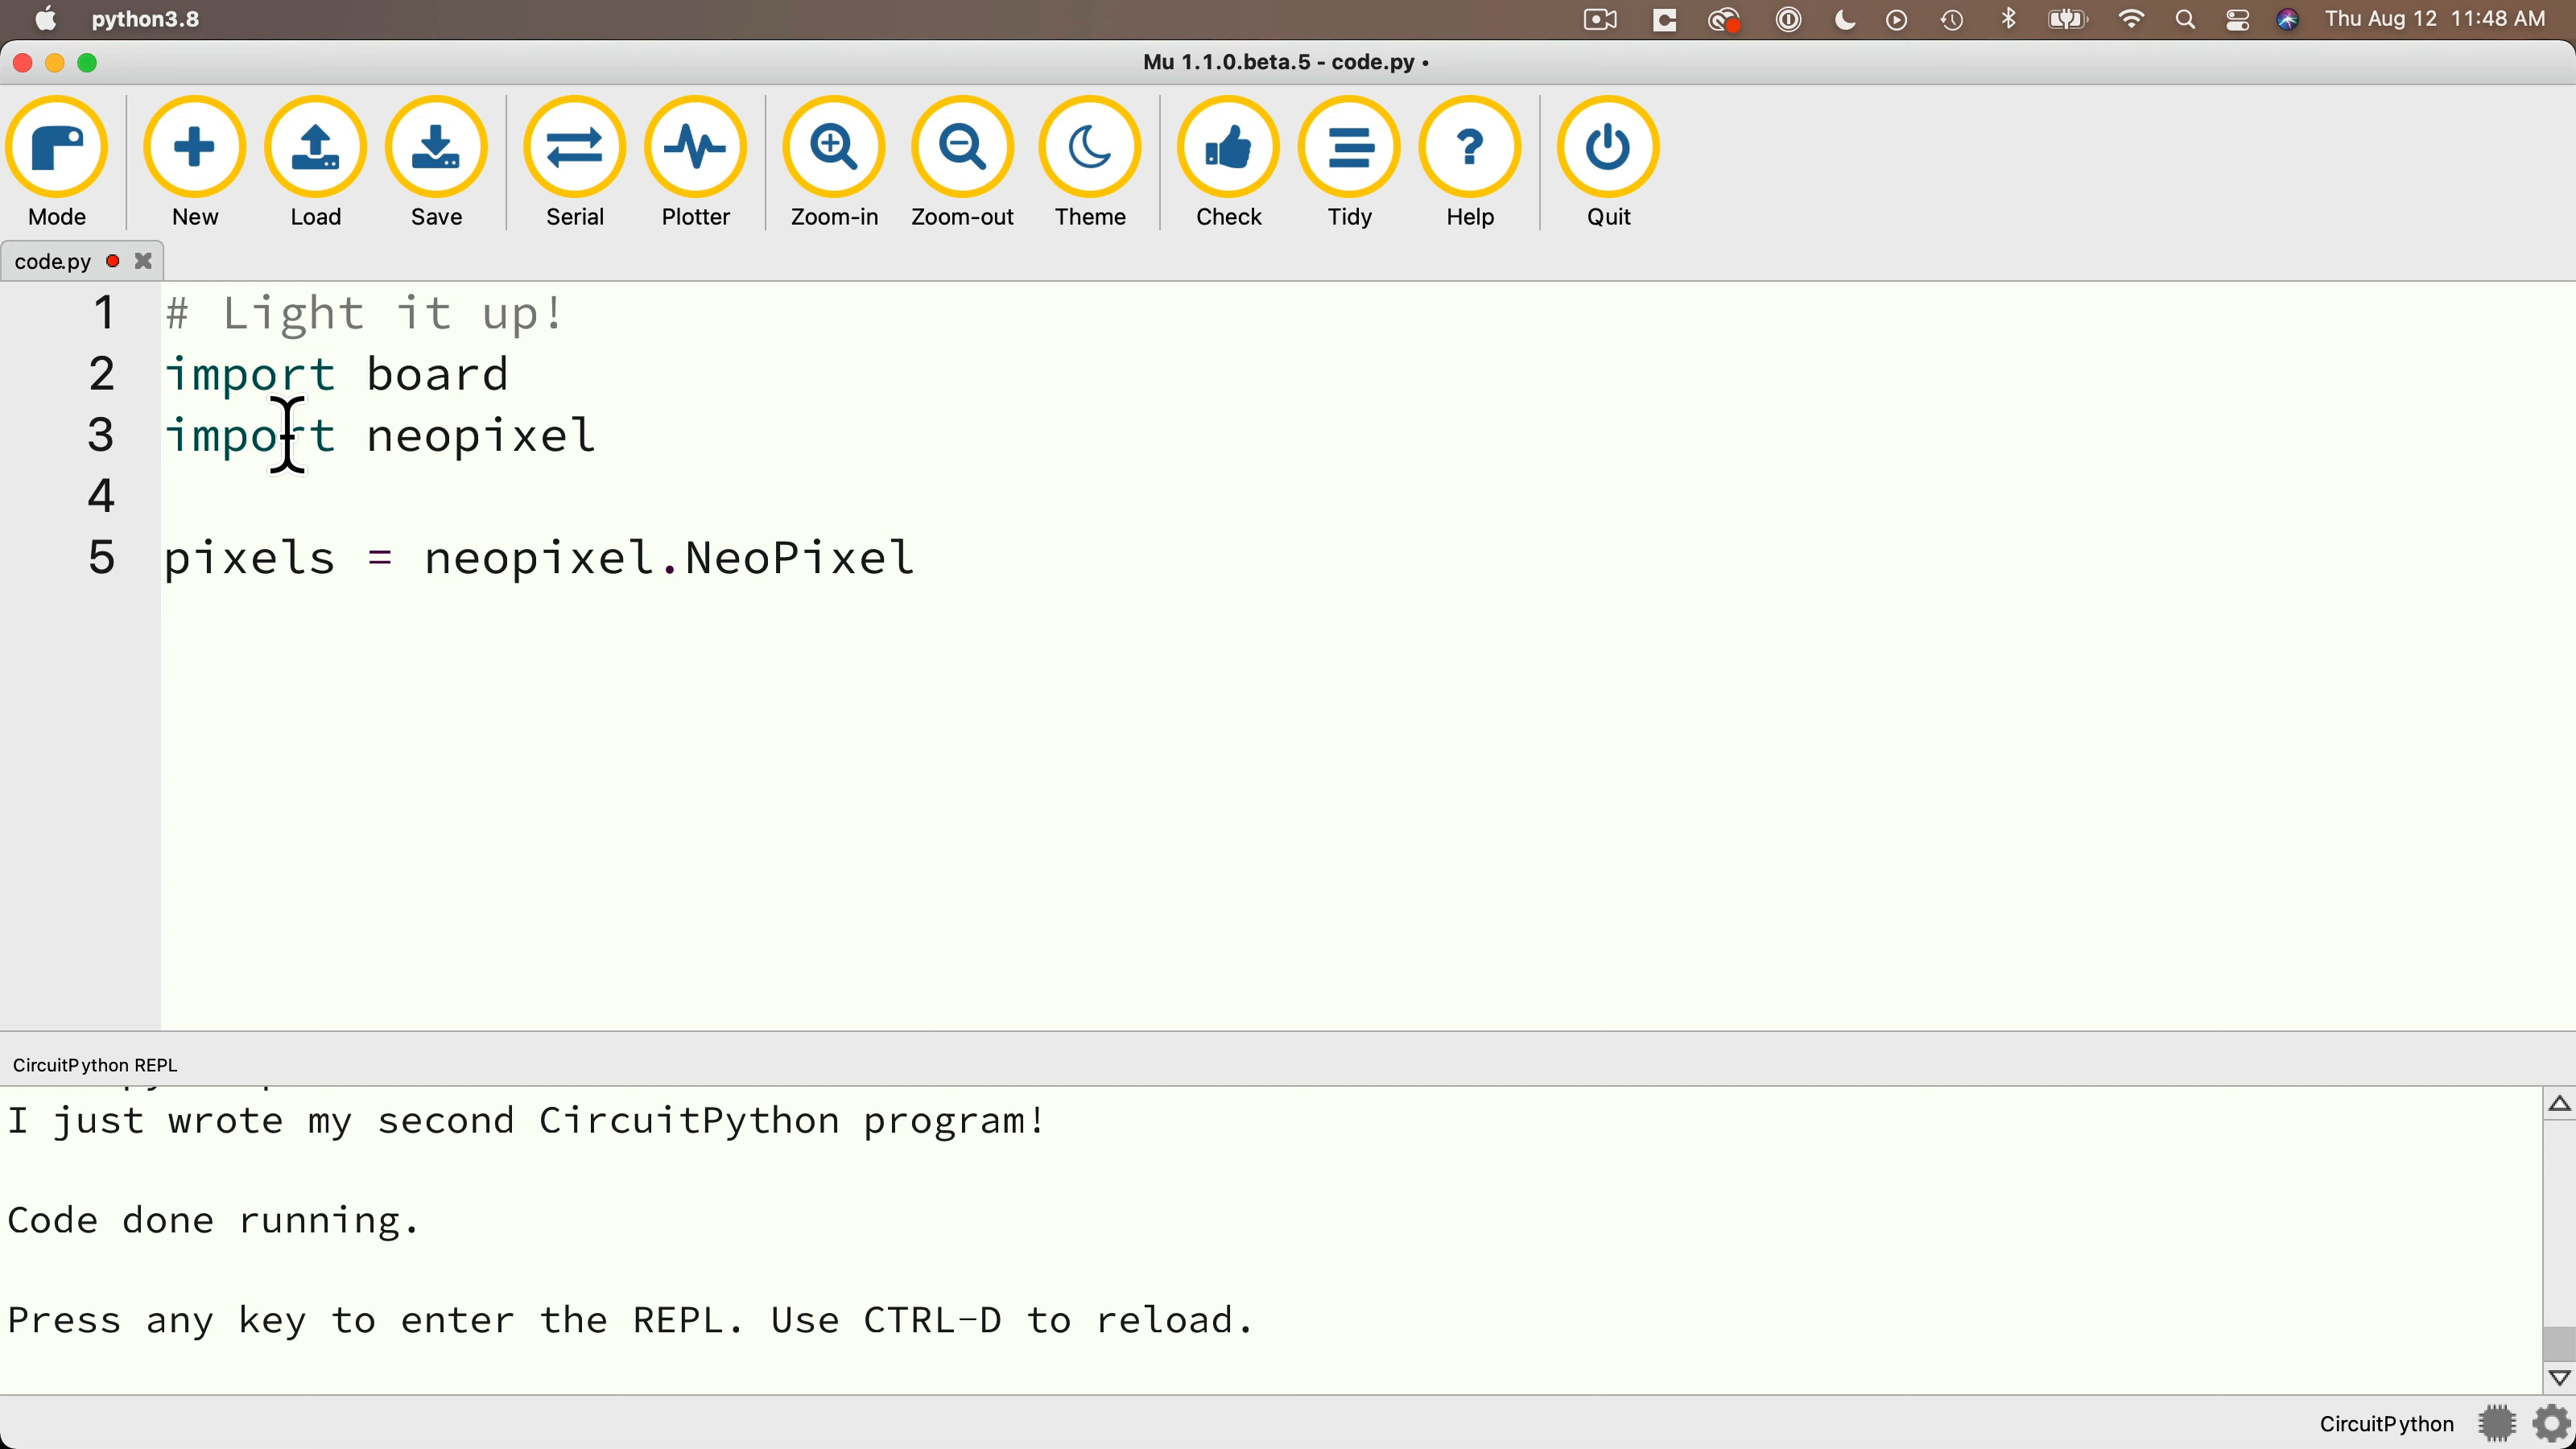 python3.8
Thu Aug 12 11:48 AM
Mu 1.1.0.beta.5 - code.py •
Mode New Load Save Serial Plotter Zoom-in Zoom-out Theme Check Tidy Help Quit
code.py
1 # Light it up!
2 import board
3 import neopixel
4
5 pixels = neopixel.NeoPixel
CircuitPython REPL
I just wrote my second CircuitPython program!
Code done running.
Press any key to enter the REPL. Use CTRL-D to reload.
CircuitPython